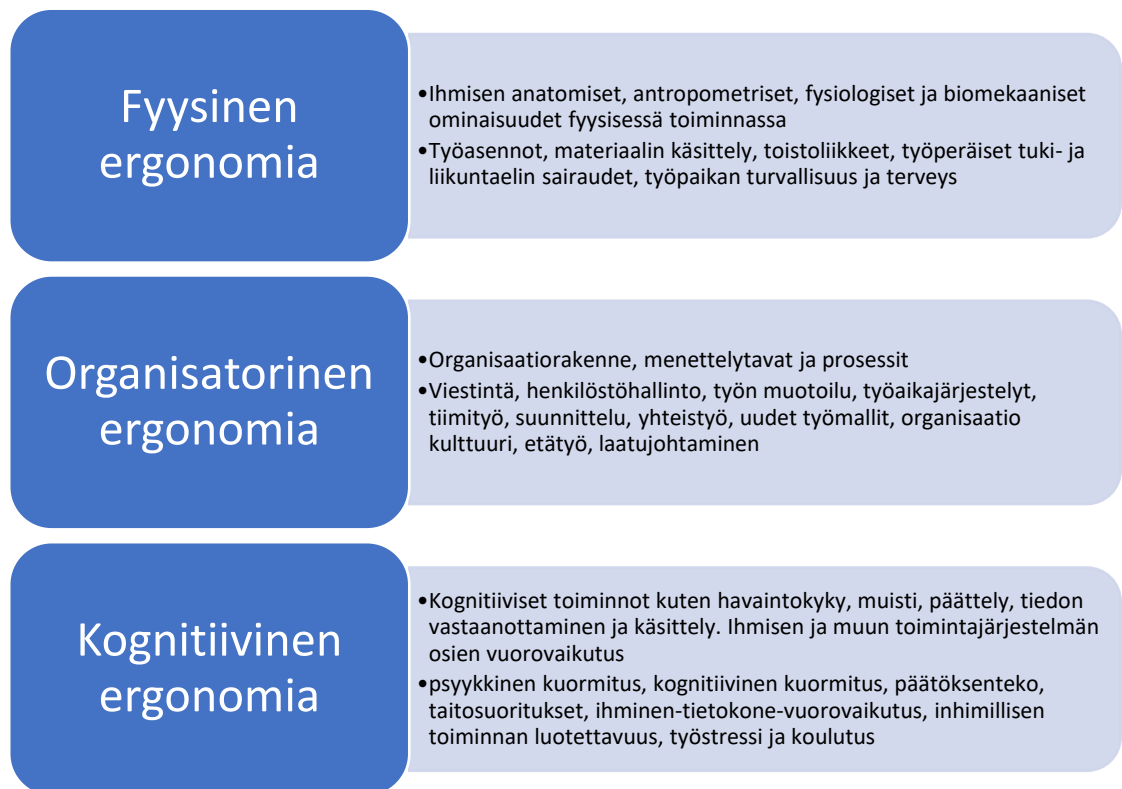 Fyysinen
ergonomia
•Ihmisen anatomiset, antropometriset, fysiologiset ja biomekaaniset
ominaisuudet fyysisessä toiminnassa
•Työasennot, materiaalin käsittely, toistoliikkeet, työperäiset tuki- ja
liikuntaelin sairaudet, työpaikan turvallisuus ja terveys
Organisatorinen
ergonomia
•Organisaatiorakenne, menettelytavat ja prosessit
•Viestintä, henkilöstöhallinto, työn muotoilu, työaikajärjestelyt,
tiimityö, suunnittelu, yhteistyö, uudet työmallit, organisaatio
kulttuuri, etätyö, laatujohtaminen
Kognitiivinen
ergonomia
•Kognitiiviset toiminnot kuten havaintokyky, muisti, päättely, tiedon
vastaanottaminen ja käsittely. Ihmisen ja muun toimintajärjestelmän
osien vuorovaikutus
•psyykkinen kuormitus, kognitiivinen kuormitus, päätöksenteko,
taitosuoritukset, ihminen-tietokone-vuorovaikutus, inhimillisen
toiminnan luotettavuus, työstressi ja koulutus